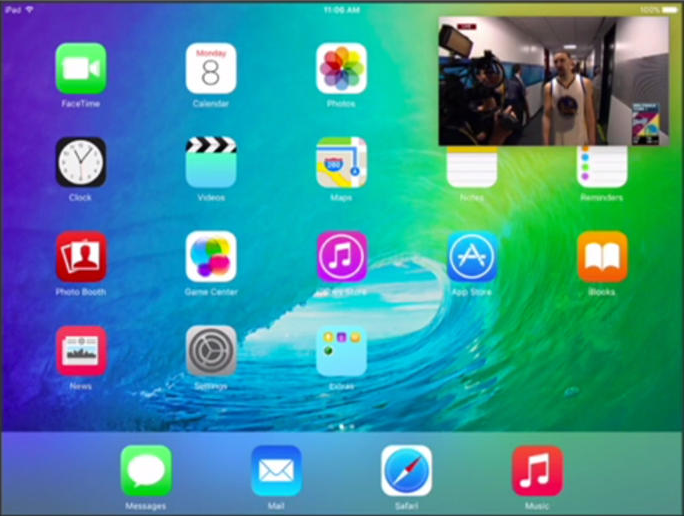 iPad
11:06 AM
100%
LIVE
FaceTime
Monday
8
Calendar
Photos
Clock
Videos
280
Maps
Notes
Reminders
Photo Booth
Game Center
iTunes Store
App Store
iBooks
News
Settings
Extras
Messages
Mail
Safari
Music